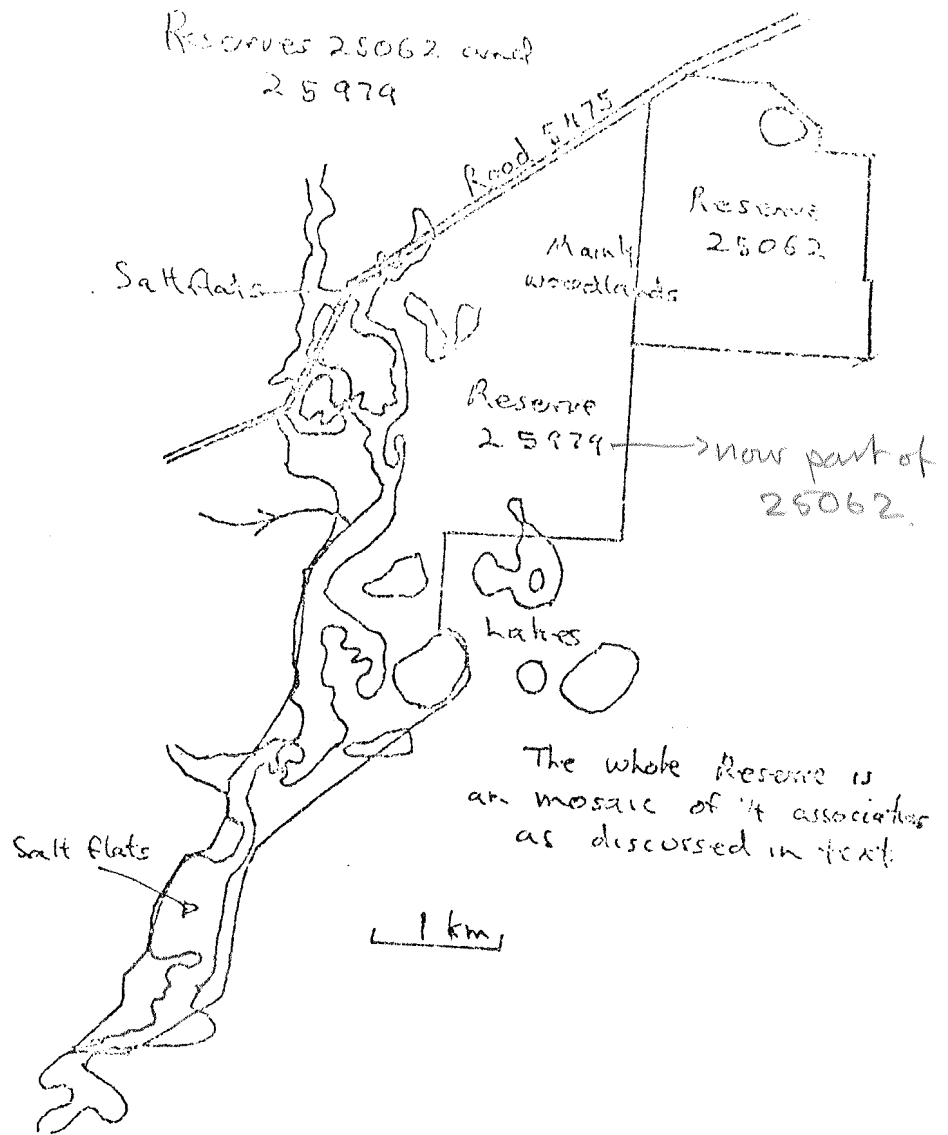 Reserves 25062 and
25979
Road 5475
Reserve
25062
Mainly
woodlands
Salt flats
Reserve
25979
now part of
25062.
Lakes
The whole Reserve is
an mosaic of 4 associations
as discussed in text
Salt flats
1 km